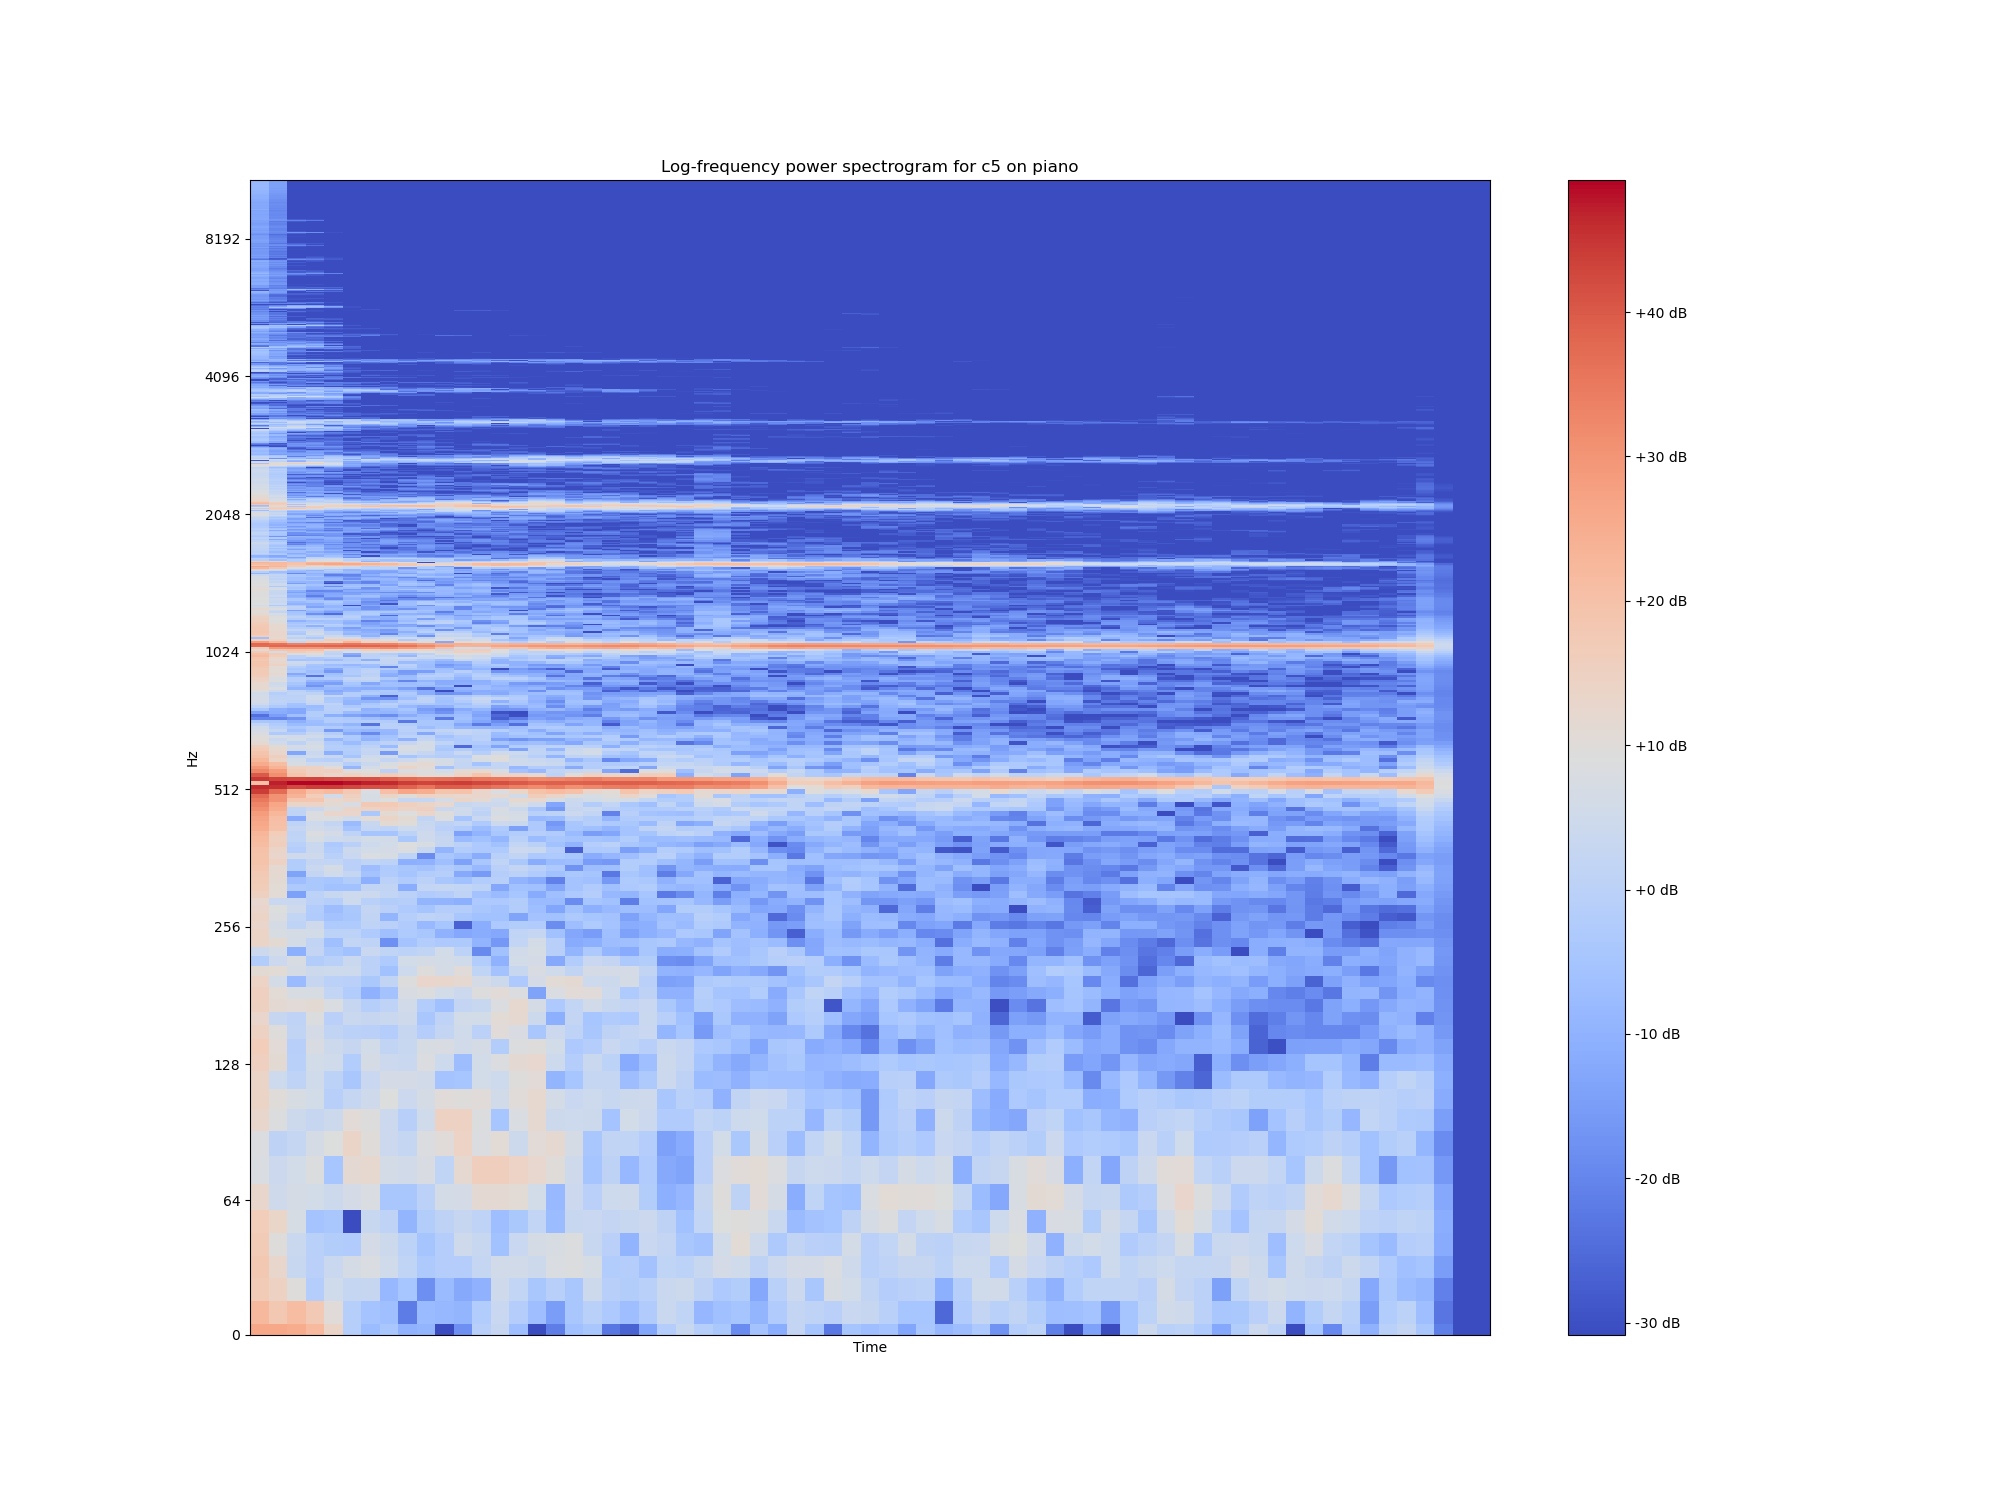 Log-frequency power spectrogram for c5 on piano
8192
4096
2048
1024
512
256
128
64
0
Hz
Time
+40 dB
+30 dB
+20 dB
+10 dB
+0 dB
-10 dB
-20 dB
-30 dB